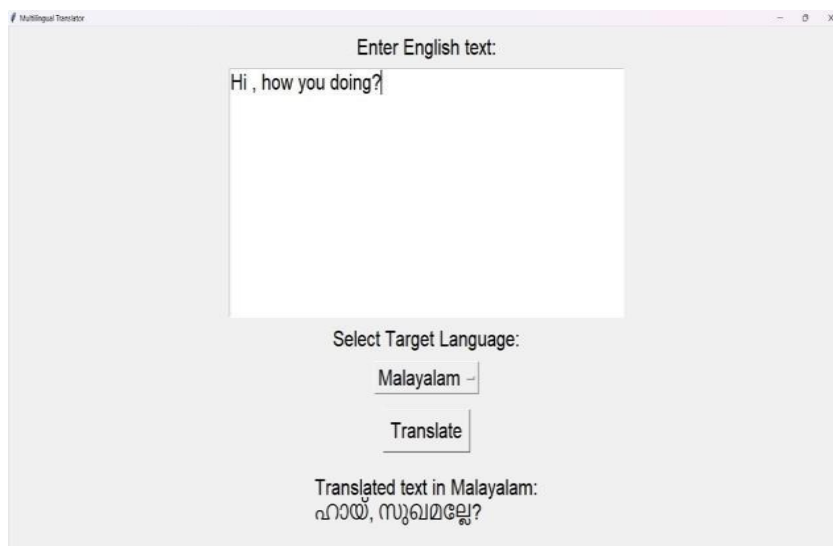 Multilingual Translator
Enter English text:
Hi , how you doing?
Select Target Language:
Malayalam
Translate
Translated text in Malayalam:
ഹായ്, സുഖമല്ലേ?